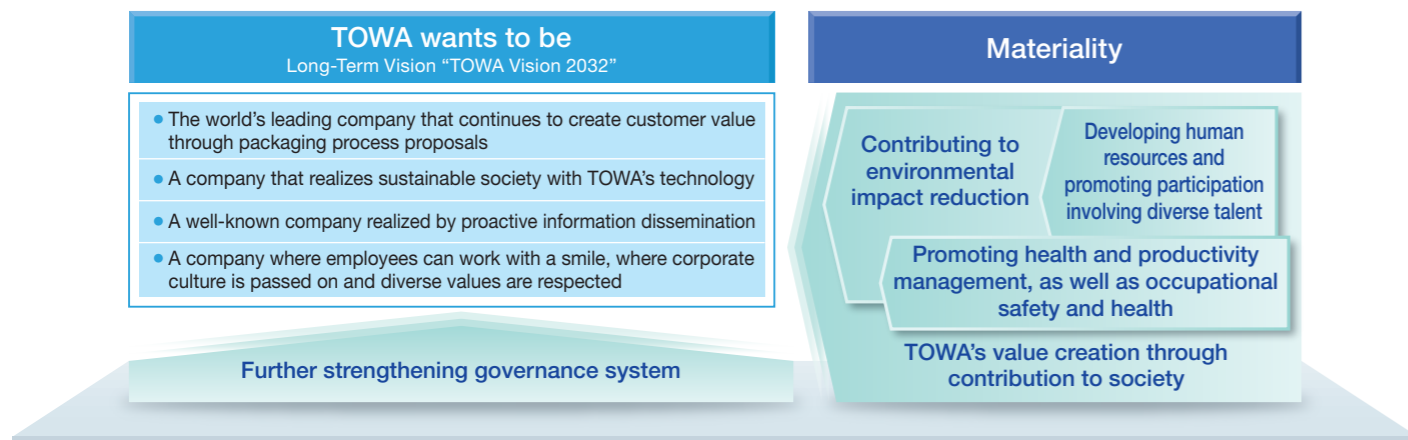 TOWA wants to be
Long-Term Vision “TOWA Vision 2032”
● The world’s leading company that continues to create customer value
through packaging process proposals
● A company that realizes sustainable society with TOWA’s technology
● A well-known company realized by proactive information dissemination
● A company where employees can work with a smile, where corporate
culture is passed on and diverse values are respected
Further strengthening governance system
Materiality
Contributing to
environmental
impact reduction
Developing human
resources and
promoting participation
involving diverse talent
Promoting health and productivity
management, as well as occupational
safety and health
TOWA’s value creation through
contribution to society